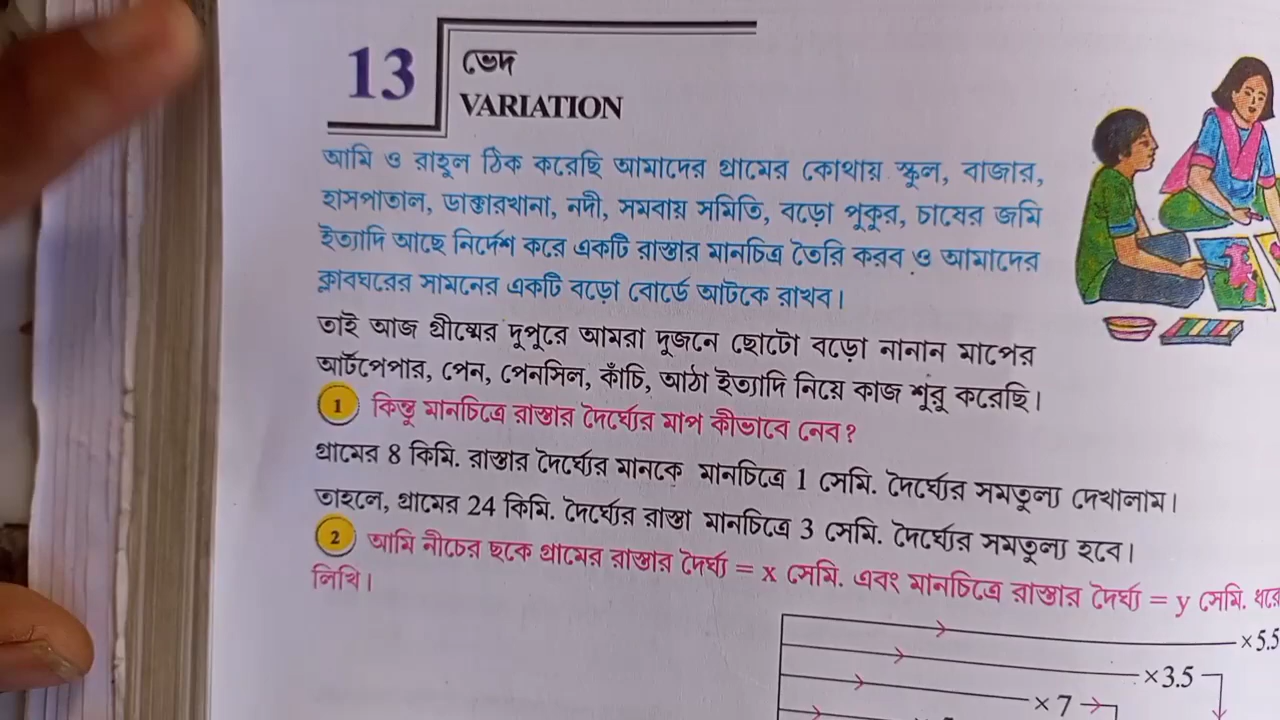 13
ভেদ
VARIATION
আমি ও রাহুল ঠিক করেছি আমাদের গ্রামের কোথায় স্কুল, বাজার,
হাসপাতাল, ডাক্তারখানা, নদী, সমবায় সমিতি, বড়ো পুকুর, চাষের জমি
ইত্যাদি আছে নির্দেশ করে একটি রাস্তার মানচিত্র তৈরি করব ও আমাদের
ক্লাবঘরের সামনের একটি বড়ো বোর্ডে আটকে রাখব।
তাই আজ গ্রীষ্মের দুপুরে আমরা দুজনে ছোটো বড়ো নানান মাপের
আর্টপেপার, পেন, পেনসিল, কাঁচি, আঠা ইত্যাদি নিয়ে কাজ শুরু করেছি।
1 কিন্তু মানচিত্রে রাস্তার দৈর্ঘ্যের মাপ কীভাবে নেব?
গ্রামের 8 কিমি. রাস্তার দৈর্ঘ্যের মানকে মানচিত্রে 1 সেমি. দৈর্ঘ্যের সমতুল্য দেখালাম।
তাহলে, গ্রামের 24 কিমি. দৈর্ঘ্যের রাস্তা মানচিত্রে 3 সেমি. দৈর্ঘ্যের সমতুল্য হবে।
2 আমি নীচের ছকে গ্রামের রাস্তার দৈর্ঘ্য = x সেমি. এবং মানচিত্রে রাস্তার দৈর্ঘ্য = y সেমি. ধরে
লিখি।
×5.5
×3.5
×7